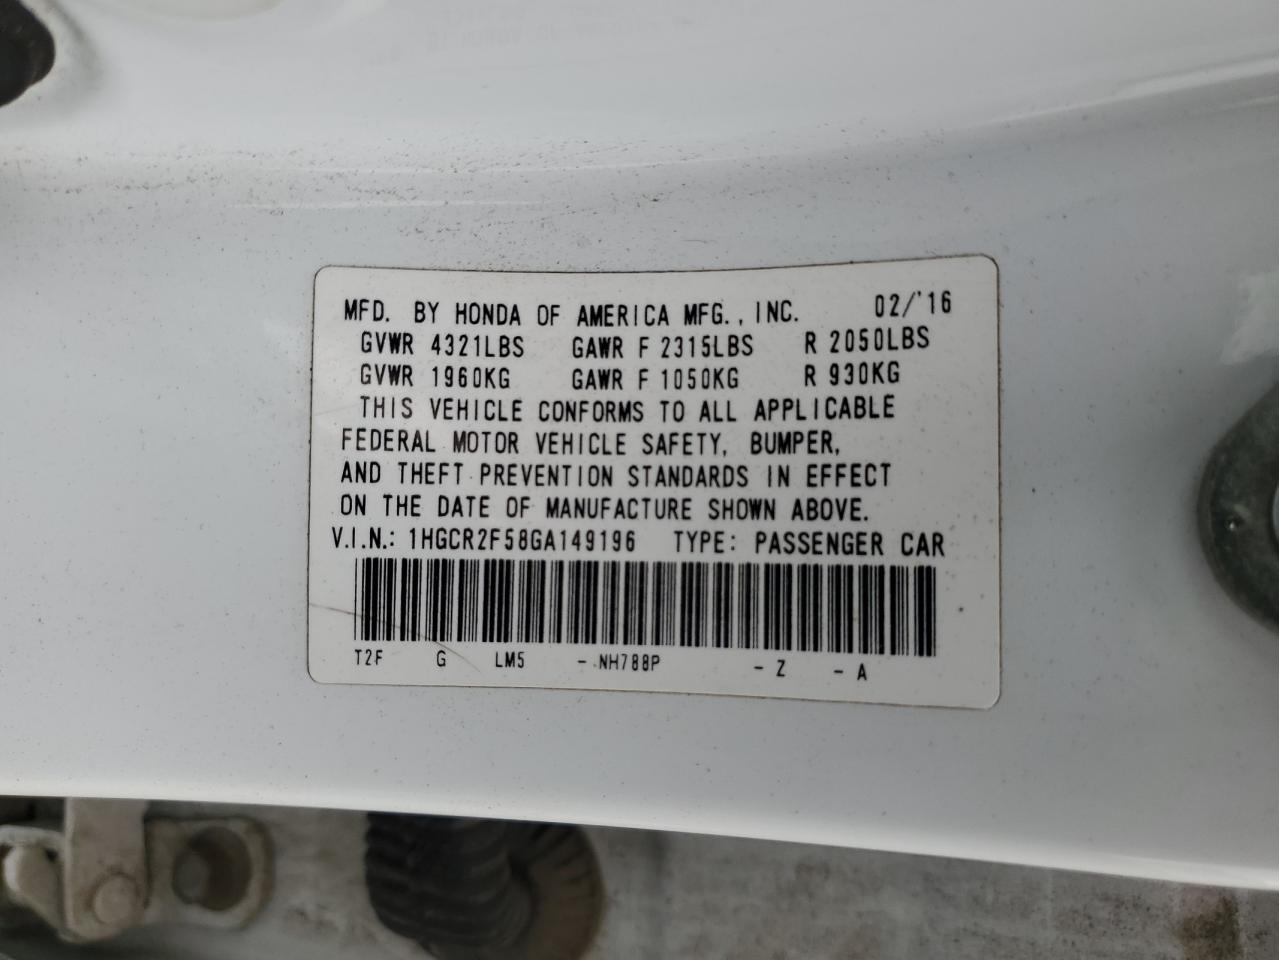 MFD. BY HONDA OF AMERICA MFG., INC. 02/'16
GVWR 4321LBS GAWR F 2315LBS R 2050LBS
GVWR 1960KG GAWR F 1050KG R 930KG
THIS VEHICLE CONFORMS TO ALL APPLICABLE
FEDERAL MOTOR VEHICLE SAFETY, BUMPER,
AND THEFT PREVENTION STANDARDS IN EFFECT
ON THE DATE OF MANUFACTURE SHOWN ABOVE.
V.I.N.: 1HGCR2F58GA149196 TYPE: PASSENGER CAR
T2F G LM5 - NH788P - Z - A